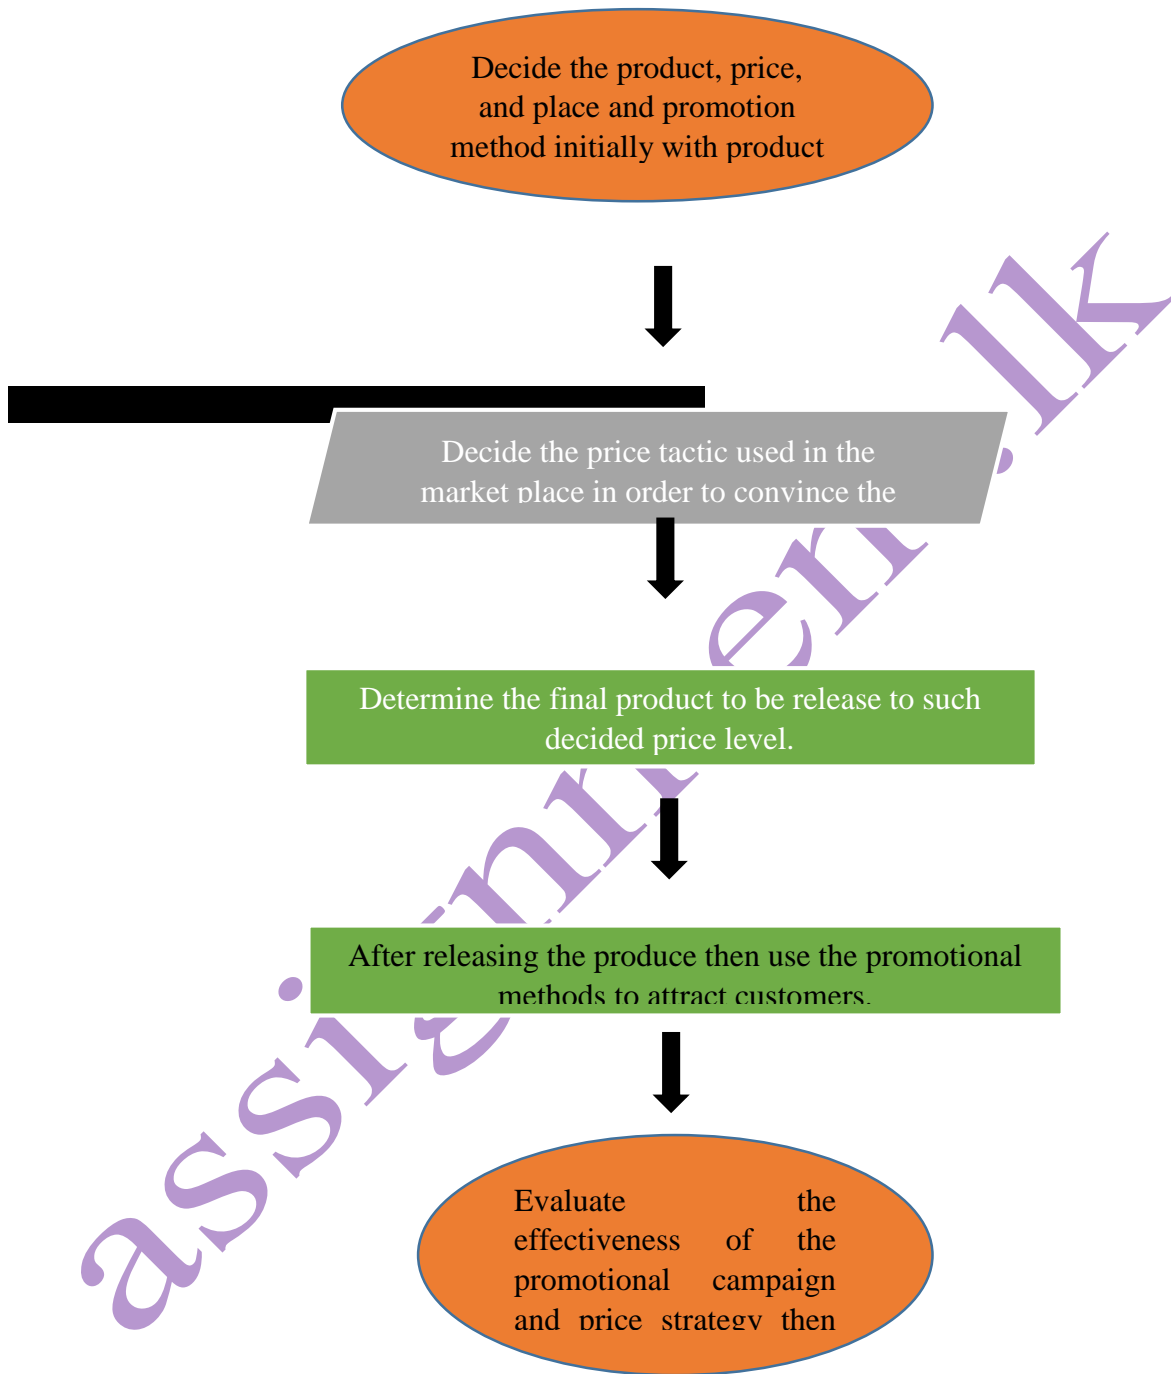 Decide the product, price,
and place and promotion
method initially with product
Decide the price tactic used in the
market place in order to convince the
Determine the final product to be release to such
decided price level.
After releasing the produce then use the promotional
methods to attract customers.
Evaluate the
effectiveness of the
promotional campaign
and price strategy then